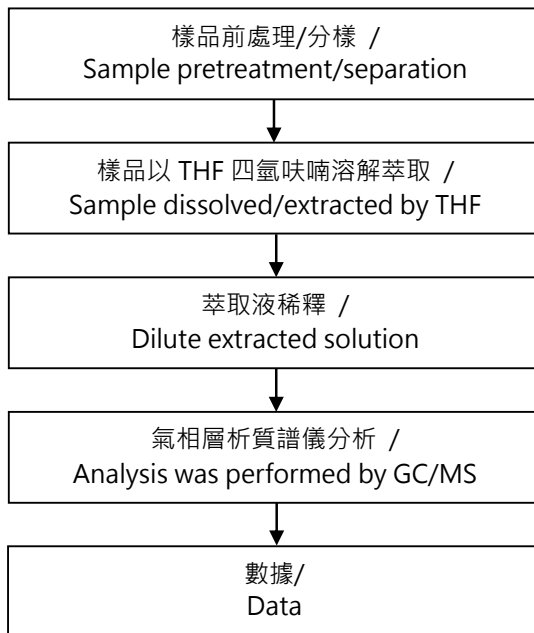 樣品前處理/分樣 /
Sample pretreatment/separation
樣品以 THF 四氫呋喃溶解萃取 /
Sample dissolved/extracted by THF
萃取液稀釋 /
Dilute extracted solution
氣相層析質譜儀分析 /
Analysis was performed by GC/MS
數據/
Data